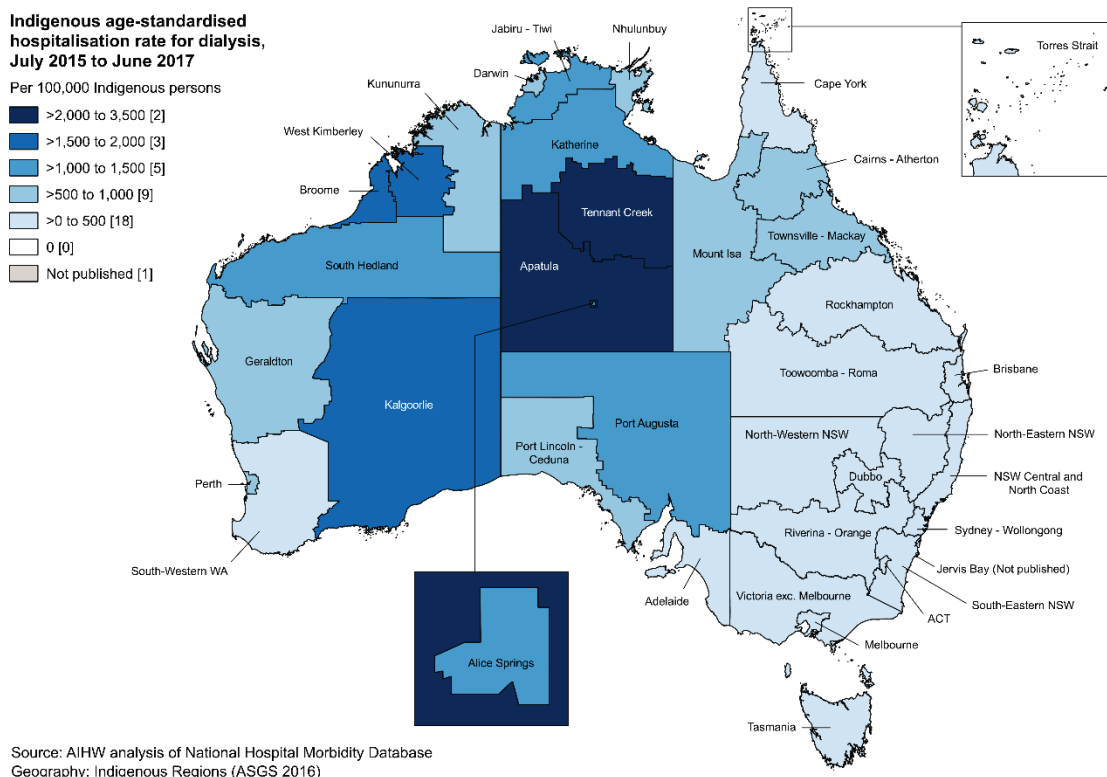 Indigenous age-standardised
hospitalisation rate for dialysis,
July 2015 to June 2017
Per 100,000 Indigenous persons
>2,000 to 3,500 [2]
>1,500 to 2,000 [3]
>1,000 to 1,500 [5]
>500 to 1,000 [9]
>0 to 500 [18]
0 [0]
Not published [1]
Jabiru - Tiwi
Nhulunbuy
Darwin
Kununurra
West Kimberley
Broome
Katherine
Torres Strait
Cape York
Cairns - Atherton
Tennant Creek
Townsville - Mackay
Mount Isa
Apatula
South Hedland
Rockhampton
Geraldton
Toowoomba - Roma
Brisbane
Kalgoorlie
Port Augusta
North-Western NSW
North-Eastern NSW
Port Lincoln -
Ceduna
Dubbo
NSW Central and
North Coast
Perth
Riverina - Orange
Sydney - Wollongong
South-Western WA
Jervis Bay (Not published)
Adelaide
Victoria exc. Melbourne
South-Eastern NSW
ACT
Melbourne
Alice Springs
Tasmania
Source: AIHW analysis of National Hospital Morbidity Database
Geography: Indigenous Regions (ASGS 2016)